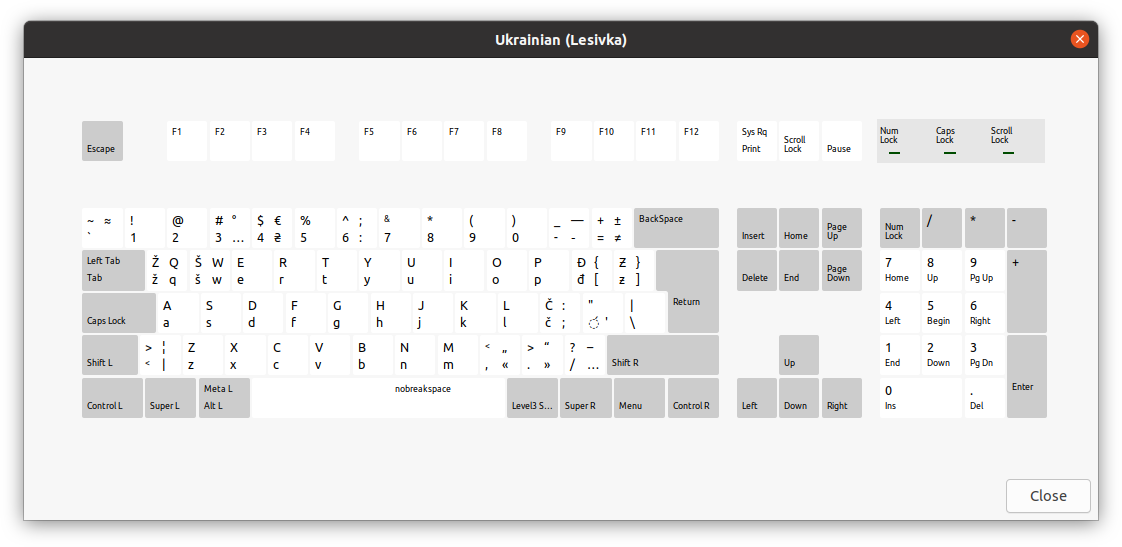 Ukrainian (Lesivka)
Escape F1 F2 F3 F4 F5 F6 F7 F8 F9 F10 F11 F12 Sys Rq Print Scroll Lock Pause Num Lock Caps Lock Scroll Lock
~ ≈ ! @ # ° $ € % ^ ; & * ( ) _ — + ± BackSpace Insert Home Page Up Num Lock / * -
` 1 2 3 … 4 ₴ 5 6 : 7 8 9 0 - - = ≠
Left Tab Ž Q Š W E R T Y U I O P Đ { Ƶ } Delete End Page Down 7 Home 8 Up 9 Pg Up +
Tab ž q š w e r t y u i o p đ [ ƶ ]
A S D F G H J K L Č : " | Return 4 Left 5 Begin 6 Right
Caps Lock a s d f g h j k l č ; ◌́ ' \
> ¦ Z X C V B N M < „ > “ ? – Shift R Up 1 End 2 Down 3 Pg Dn Enter
Shift L < | z x c v b n m , « . » / …
Control L Super L Meta L Alt L nobreakspace Level3 S... Super R Menu Control R Left Down Right 0 Ins . Del
Close